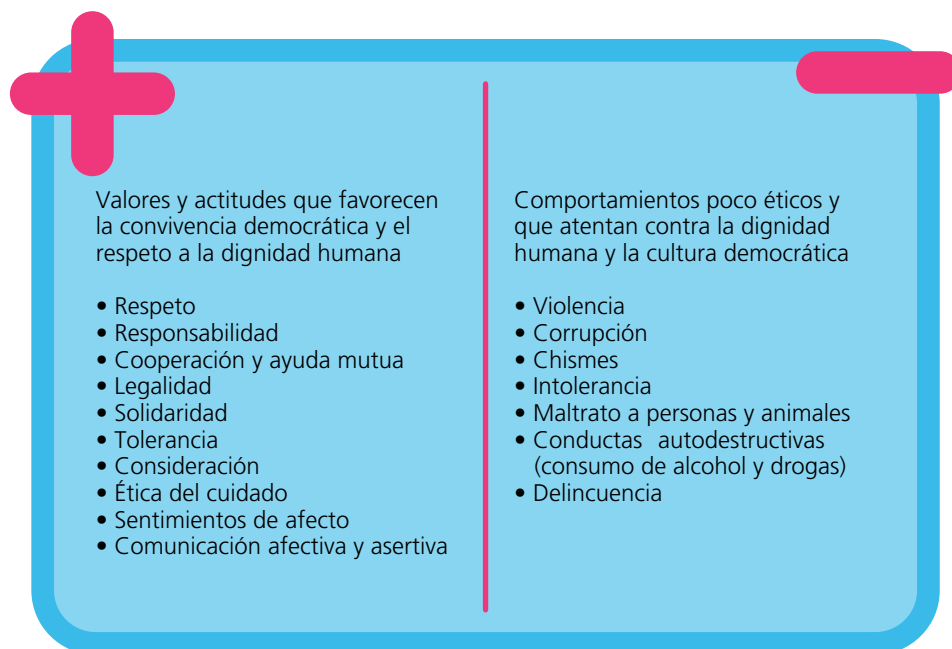 Valores y actitudes que favorecen
la convivencia democrática y el
respeto a la dignidad humana
• Respeto
• Responsabilidad
• Cooperación y ayuda mutua
• Legalidad
• Solidaridad
• Tolerancia
• Consideración
• Ética del cuidado
• Sentimientos de afecto
• Comunicación afectiva y asertiva
Comportamientos poco éticos y
que atentan contra la dignidad
humana y la cultura democrática
• Violencia
• Corrupción
• Chismes
• Intolerancia
• Maltrato a personas y animales
• Conductas autodestructivas
(consumo de alcohol y drogas)
• Delincuencia